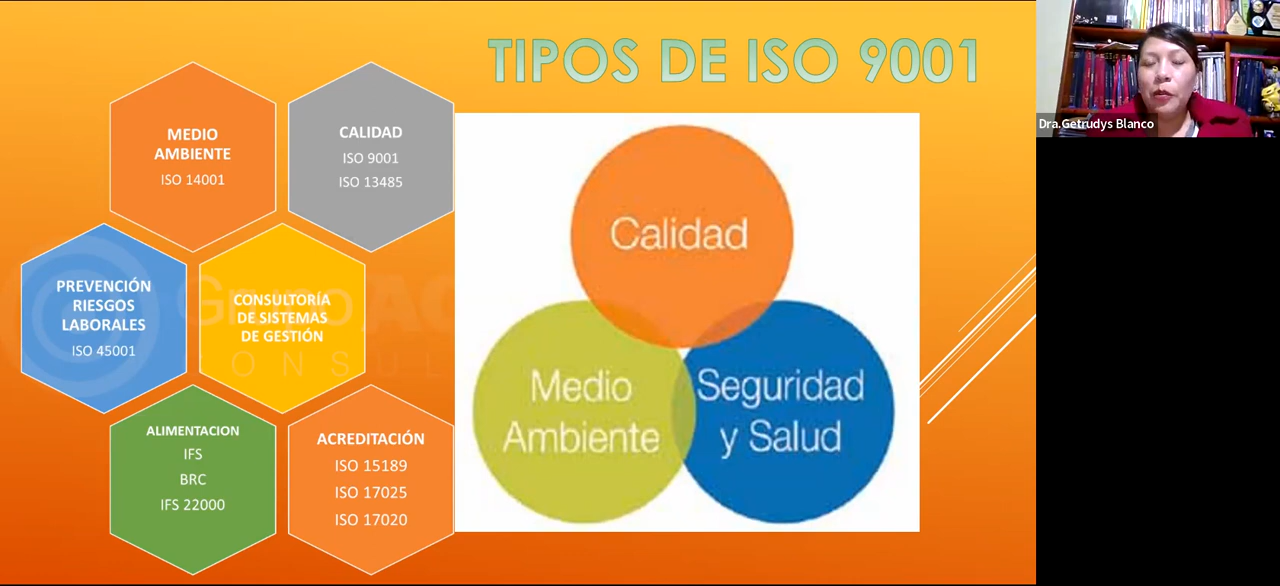 TIPOS DE ISO 9001
MEDIO
AMBIENTE
ISO 14001
CALIDAD
ISO 9001
ISO 13485
PREVENCIÓN
RIESGOS
LABORALES
ISO 45001
CONSULTORÍA
DE SISTEMAS
DE GESTIÓN
ALIMENTACION
IFS
BRC
IFS 22000
ACREDITACIÓN
ISO 15189
ISO 17025
ISO 17020
Calidad
Medio
Ambiente
Seguridad
y Salud
Dra.Getrudys Blanco